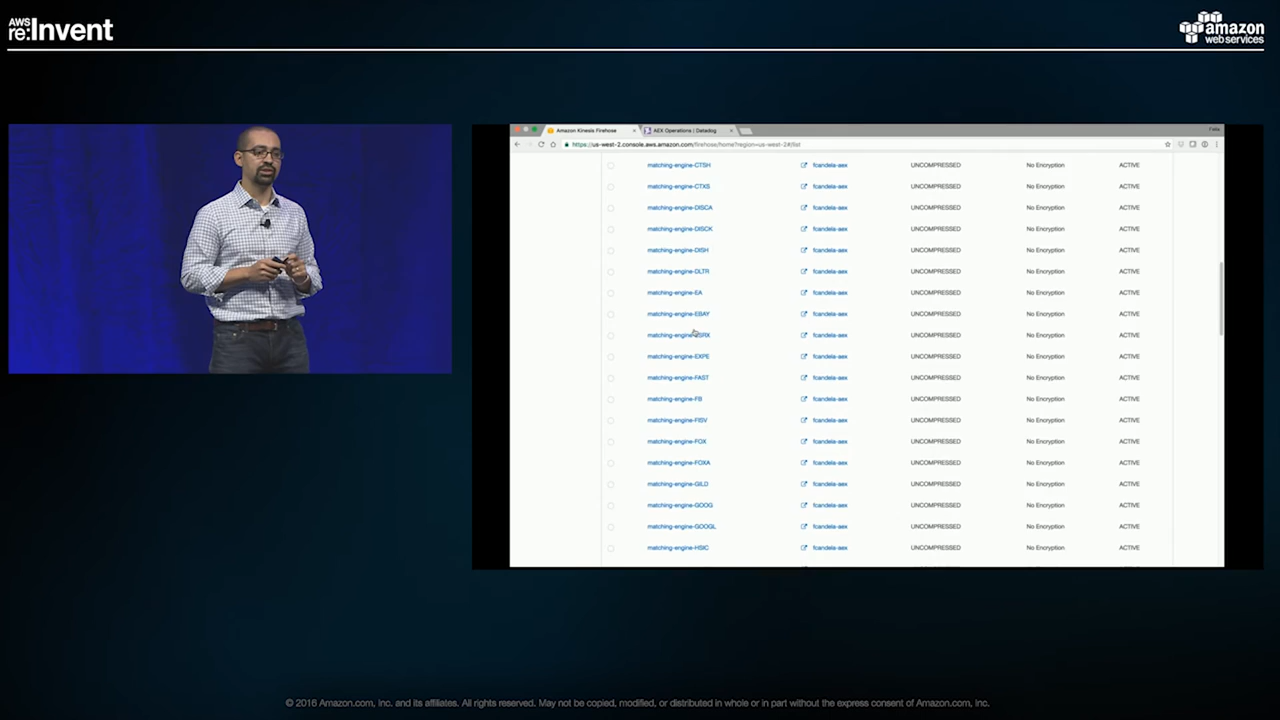 AWS
re:Invent
amazon
web services
Amazon Kinesis Firehose
AEX Operations | Datadog
https://us-west-2.console.aws.amazon.com/firehose/home?region=us-west-2#/list
matching-engine-CTSH fcandela-aex UNCOMPRESSED No Encryption ACTIVE
matching-engine-CTXS fcandela-aex UNCOMPRESSED No Encryption ACTIVE
matching-engine-DISCA fcandela-aex UNCOMPRESSED No Encryption ACTIVE
matching-engine-DISCK fcandela-aex UNCOMPRESSED No Encryption ACTIVE
matching-engine-DISH fcandela-aex UNCOMPRESSED No Encryption ACTIVE
matching-engine-DLTR fcandela-aex UNCOMPRESSED No Encryption ACTIVE
matching-engine-EA fcandela-aex UNCOMPRESSED No Encryption ACTIVE
matching-engine-EBAY fcandela-aex UNCOMPRESSED No Encryption ACTIVE
fcandela-aex UNCOMPRESSED No Encryption ACTIVE
matching-engine-EXPE fcandela-aex UNCOMPRESSED No Encryption ACTIVE
matching-engine-FAST fcandela-aex UNCOMPRESSED No Encryption ACTIVE
matching-engine-FB fcandela-aex UNCOMPRESSED No Encryption ACTIVE
matching-engine-FISV fcandela-aex UNCOMPRESSED No Encryption ACTIVE
matching-engine-FOX fcandela-aex UNCOMPRESSED No Encryption ACTIVE
matching-engine-FOXA fcandela-aex UNCOMPRESSED No Encryption ACTIVE
matching-engine-GILD fcandela-aex UNCOMPRESSED No Encryption ACTIVE
matching-engine-GOOG fcandela-aex UNCOMPRESSED No Encryption ACTIVE
matching-engine-GOOGL fcandela-aex UNCOMPRESSED No Encryption ACTIVE
matching-engine-HSIC fcandela-aex UNCOMPRESSED No Encryption ACTIVE
© 2016 Amazon.com, Inc. and its affiliates. All rights reserved. May not be copied, modified, or distributed in whole or in part without the express consent of Amazon.com, Inc.